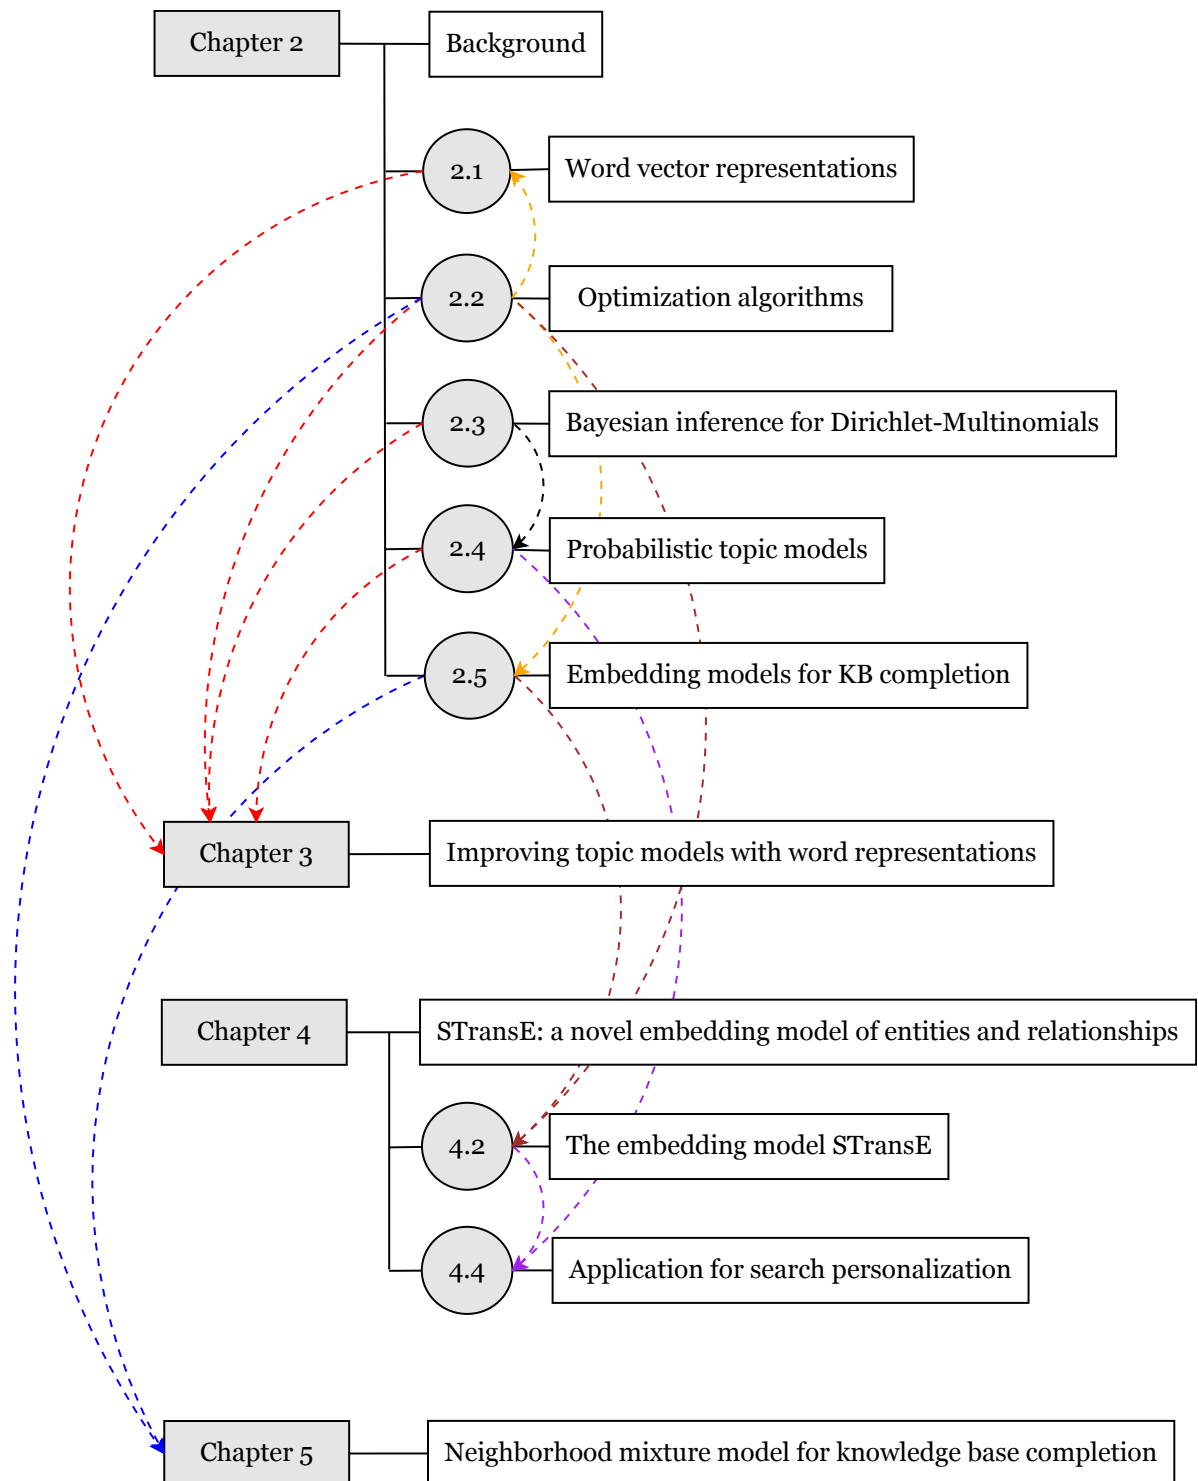 Chapter 2
Background
2.1
Word vector representations
2.2
Optimization algorithms
2.3
Bayesian inference for Dirichlet-Multinomials
2.4
Probabilistic topic models
2.5
Embedding models for KB completion
Chapter 3
Improving topic models with word representations
Chapter 4
STransE: a novel embedding model of entities and relationships
4.2
The embedding model STransE
4.4
Application for search personalization
Chapter 5
Neighborhood mixture model for knowledge base completion